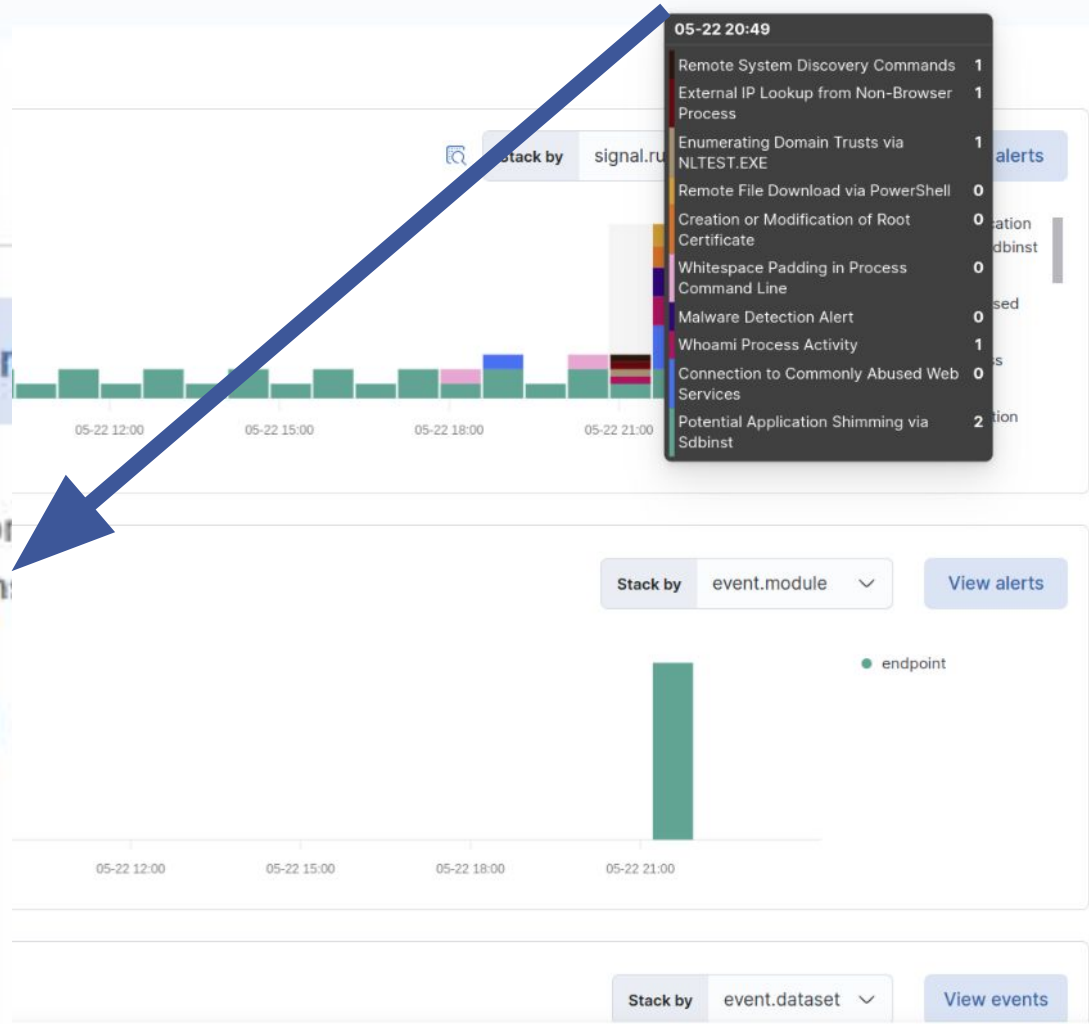 05-22 20:49
Remote System Discovery Commands 1
External IP Lookup from Non-Browser 1
Process
Enumerating Domain Trusts via 1
NLTEST.EXE
Remote File Download via PowerShell 0
Creation or Modification of Root 0
Certificate
Whitespace Padding in Process 0
Command Line
Malware Detection Alert 0
Whoami Process Activity 1
Connection to Commonly Abused Web 0
Services
Potential Application Shimming via 2
Sdbinst
Stack by signal.ru
alerts
ation
dbinst
sed
s
tion
05-22 12:00 05-22 15:00 05-22 18:00 05-22 21:00
Stack by event.module View alerts
endpoint
05-22 12:00 05-22 15:00 05-22 18:00 05-22 21:00
Stack by event.dataset View events